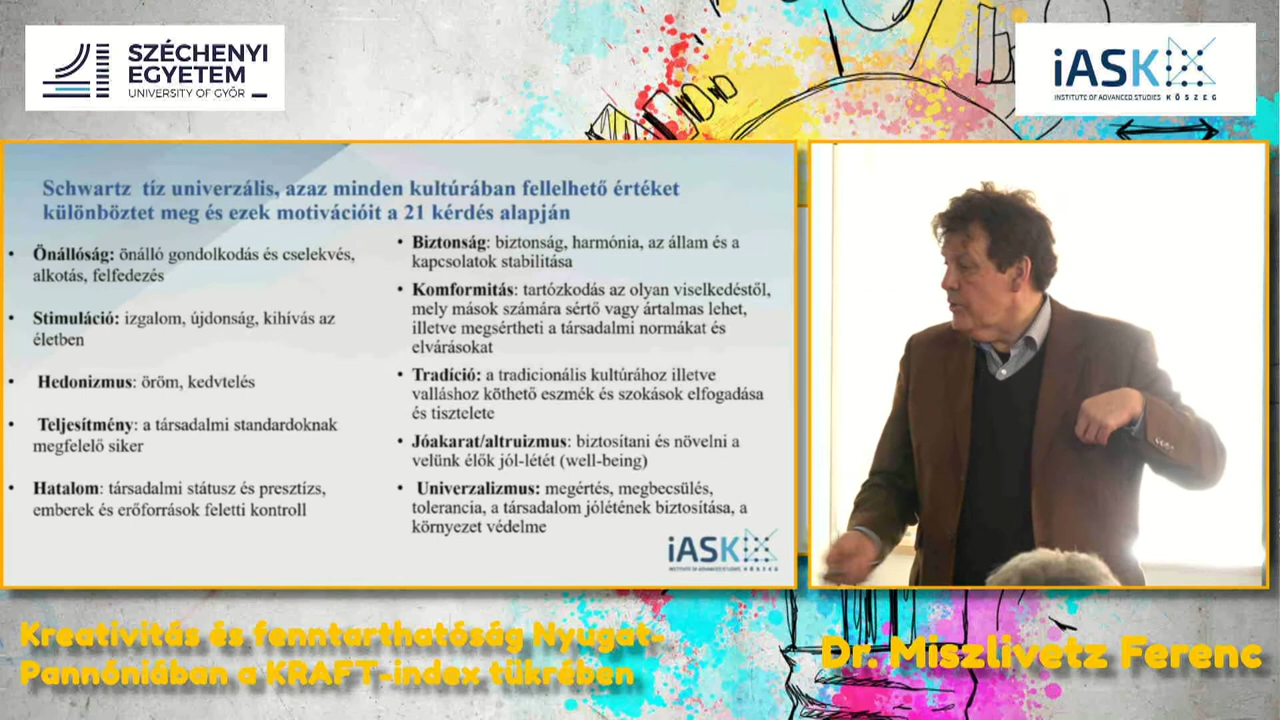 SZÉCHENYI
EGYETEM
UNIVERSITY OF GYŐR
iASK
INSTITUTE OF ADVANCED STUDIES KŐSZEG
Schwartz tíz univerzális, azaz minden kultúrában fellelhető értéket
különböztet meg és ezek motivációit a 21 kérdés alapján
• Önállóság: önálló gondolkodás és cselekvés,
alkotás, felfedezés
• Stimuláció: izgalom, újdonság, kihívás az
életben
• Hedonizmus: öröm, kedvtelés
• Teljesítmény: a társadalmi standardoknak
megfelelő siker
• Hatalom: társadalmi státusz és presztízs,
emberek és erőforrások feletti kontroll
• Biztonság: biztonság, harmónia, az állam és a
kapcsolatok stabilitása
• Komformitás: tartózkodás az olyan viselkedéstől,
mely mások számára sértő vagy ártalmas lehet,
illetve megsértheti a társadalmi normákat és
elvárásokat
• Tradíció: a tradicionális kultúrához illetve
valláshoz köthető eszmék és szokások elfogadása
és tisztelete
• Jóakarat/altruizmus: biztosítani és növelni a
velünk élők jól-létét (well-being)
• Univerzalizmus: megértés, megbecsülés,
tolerancia, a társadalom jólétének biztosítása, a
környezet védelme
iASK
INSTITUTE OF ADVANCED STUDIES KŐSZEG
Kreativitás és fenntarthatóság Nyugat-
Pannóniában a KRAFT-index tükrében
Dr. Miszlivetz Ferenc